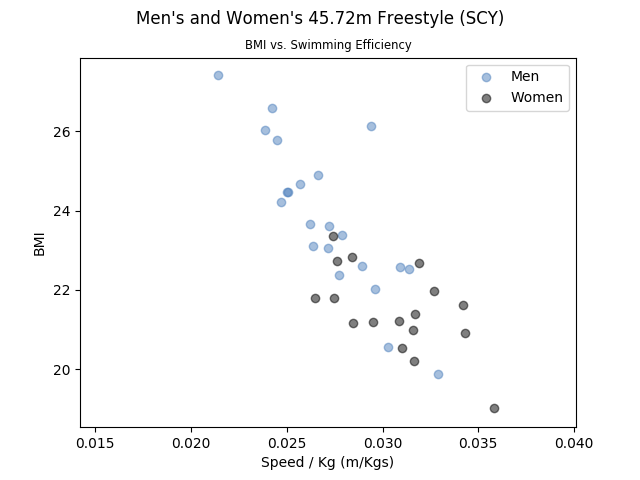 Men's and Women's 45.72m Freestyle (SCY)
BMI vs. Swimming Efficiency
Men
Women
26
24
22
20
BMI
0.015 0.020 0.025 0.030 0.035 0.040
Speed / Kg (m/Kgs)